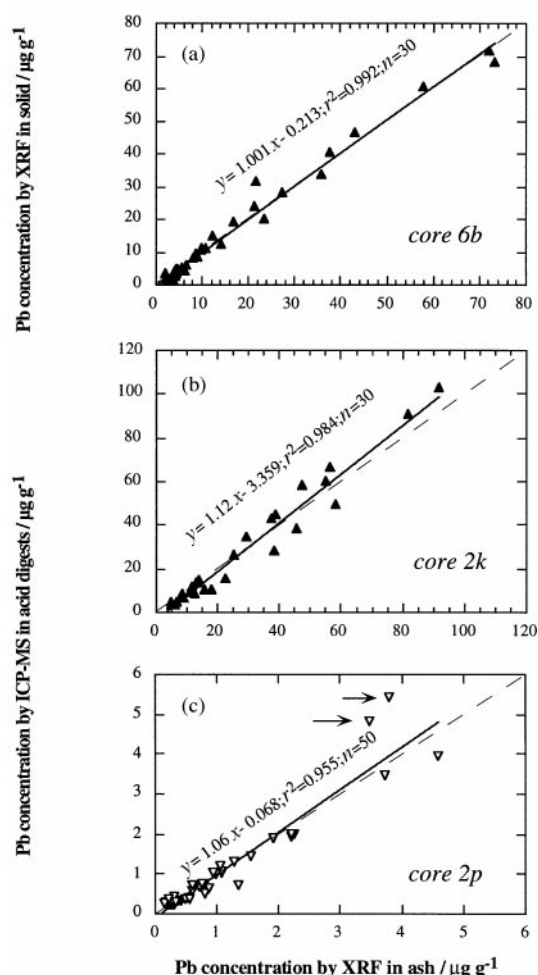 Pb concentration by XRF in solid / µg g-1
80
70
60
50
40
30
20
10
0
(a)
y= 1.001 x- 0.213; r2=0.992; n=30
core 6b
0 10 20 30 40 50 60 70 80
Pb concentration by ICP-MS in acid digests / µg g-1
120
100
80
60
40
20
0
(b)
y= 1.12 x- 3.359; r2=0.984; n=30
core 2k
0 20 40 60 80 100 120
6
5
4
3
2
1
0
(c)
y= 1.06 x- 0.068; r2=0.955; n=50
core 2p
0 1 2 3 4 5 6
Pb concentration by XRF in ash / µg g-1